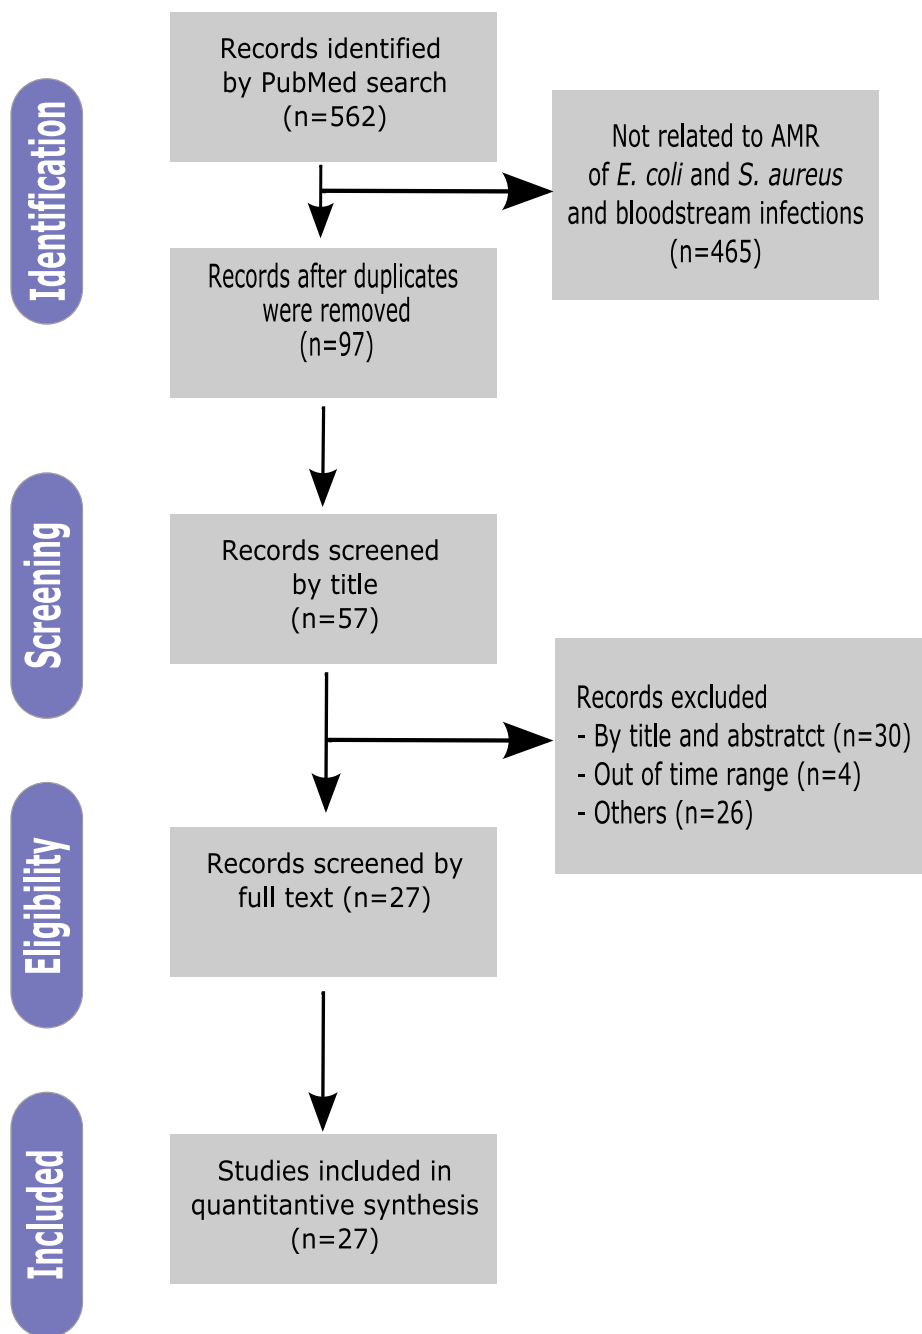 Identification
Records identified
by PubMed search
(n=562)
Not related to AMR
of E. coli and S. aureus
and bloodstream infections
(n=465)
Records after duplicates
were removed
(n=97)
Screening
Records screened
by title
(n=57)
Records excluded
- By title and abstratct (n=30)
- Out of time range (n=4)
- Others (n=26)
Eligibility
Records screened by
full text (n=27)
Included
Studies included in
quantitantive synthesis
(n=27)